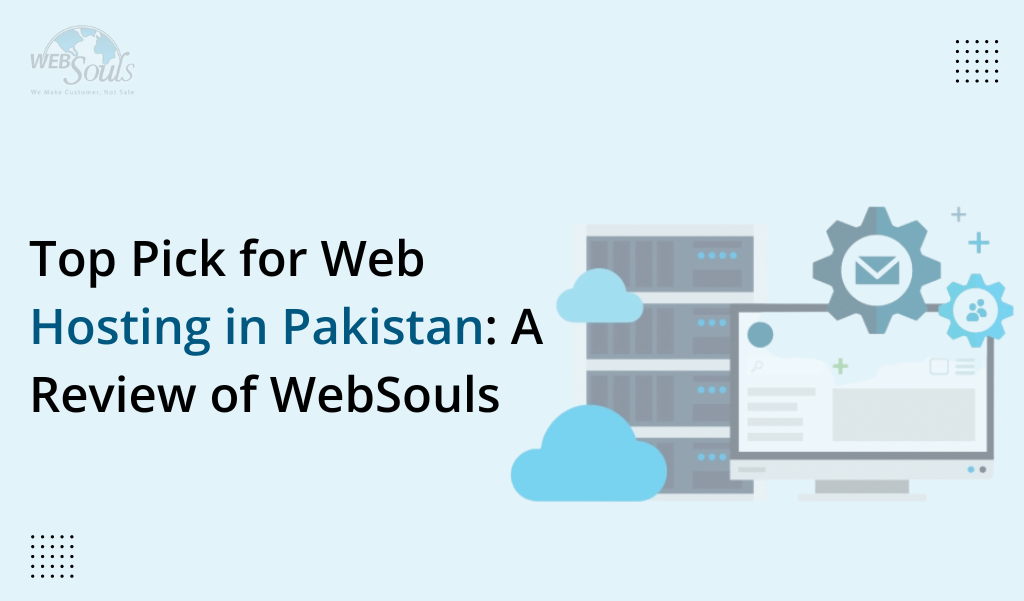 WEB Souls
We Make Customer, Not Sale
Top Pick for Web
Hosting in Pakistan: A
Review of WebSouls